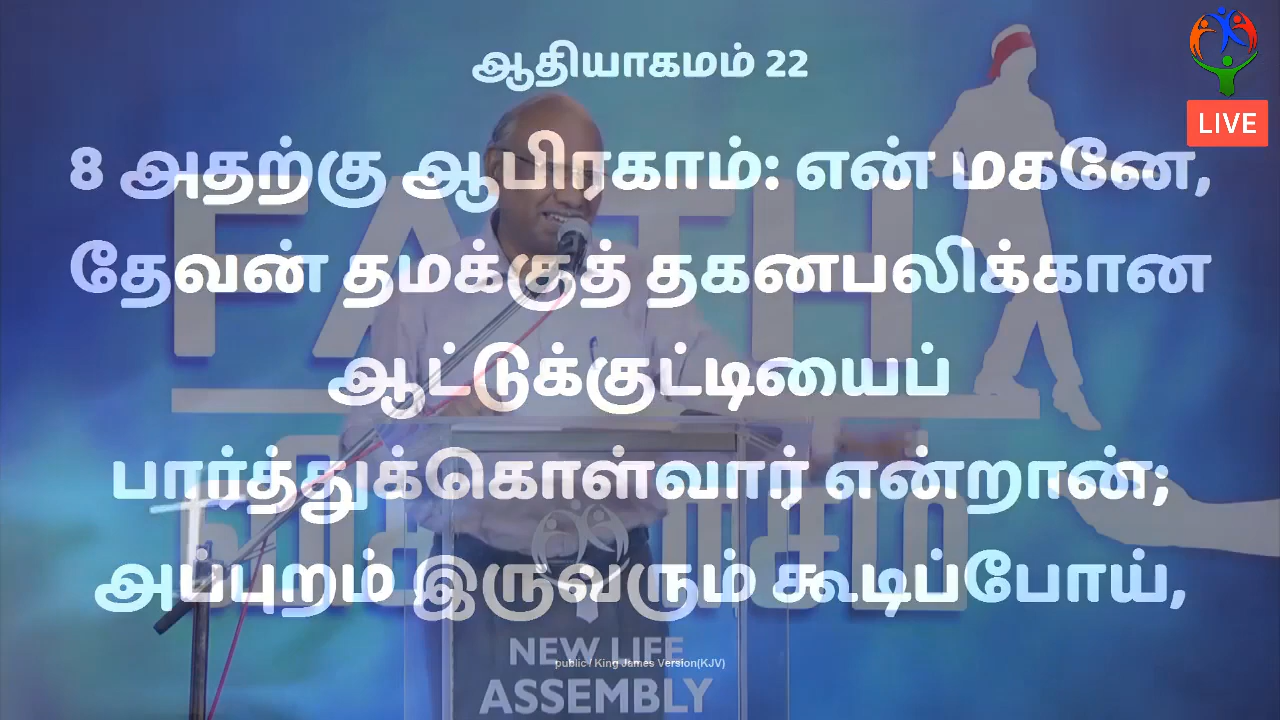 ஆதியாகமம் 22
LIVE
8 அதற்கு ஆபிரகாம்: என் மகனே,
FAITH
தேவன் தமக்குத் தகனபலிக்கான
ஆட்டுக்குட்டியைப்
பார்த்துக்கொள்வார் என்றான்;
அப்புறம் இருவரும் கூடிப்போய்,
NEW LIFE
public / King James Version(KJV)
ASSEMBLY